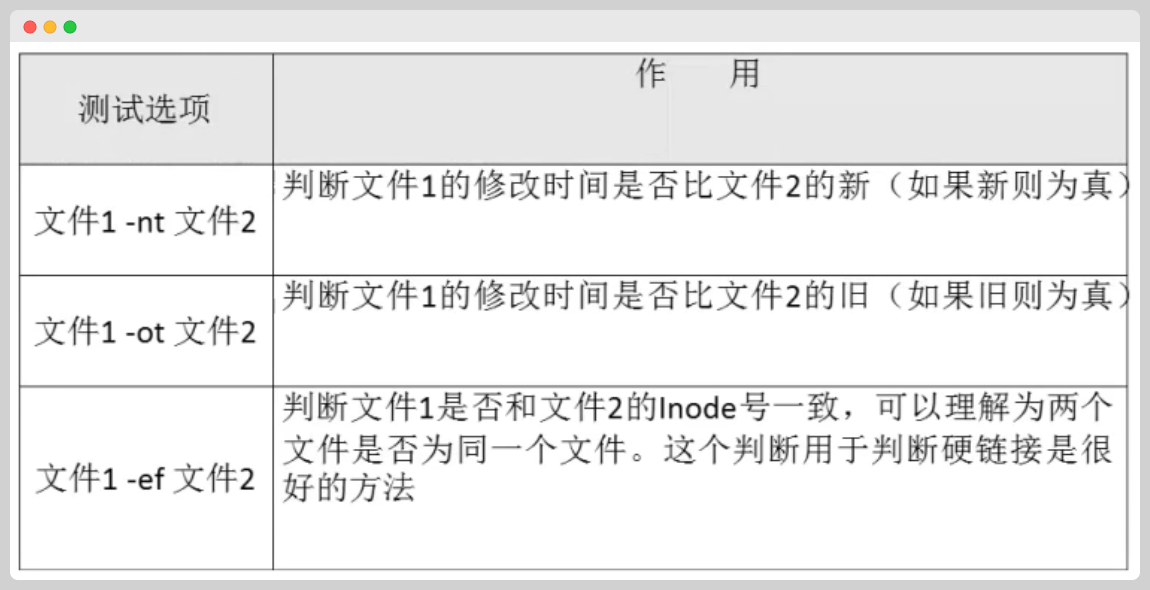 测试选项
作 用
文件1 -nt 文件2
判断文件1的修改时间是否比文件2的新（如果新则为真）
文件1 -ot 文件2
判断文件1的修改时间是否比文件2的旧（如果旧则为真）
文件1 -ef 文件2
判断文件1是否和文件2的Inode号一致，可以理解为两个
文件是否为同一个文件。这个判断用于判断硬链接是很
好的方法